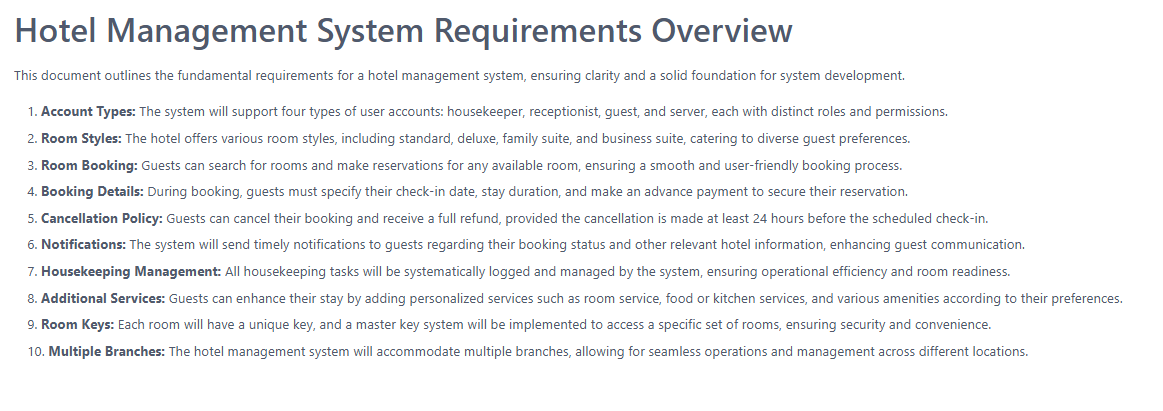 Hotel Management System Requirements Overview
This document outlines the fundamental requirements for a hotel management system, ensuring clarity and a solid foundation for system development.
1. Account Types: The system will support four types of user accounts: housekeeper, receptionist, guest, and server, each with distinct roles and permissions.
2. Room Styles: The hotel offers various room styles, including standard, deluxe, family suite, and business suite, catering to diverse guest preferences.
3. Room Booking: Guests can search for rooms and make reservations for any available room, ensuring a smooth and user-friendly booking process.
4. Booking Details: During booking, guests must specify their check-in date, stay duration, and make an advance payment to secure their reservation.
5. Cancellation Policy: Guests can cancel their booking and receive a full refund, provided the cancellation is made at least 24 hours before the scheduled check-in.
6. Notifications: The system will send timely notifications to guests regarding their booking status and other relevant hotel information, enhancing guest communication.
7. Housekeeping Management: All housekeeping tasks will be systematically logged and managed by the system, ensuring operational efficiency and room readiness.
8. Additional Services: Guests can enhance their stay by adding personalized services such as room service, food or kitchen services, and various amenities according to their preferences.
9. Room Keys: Each room will have a unique key, and a master key system will be implemented to access a specific set of rooms, ensuring security and convenience.
10. Multiple Branches: The hotel management system will accommodate multiple branches, allowing for seamless operations and management across different locations.